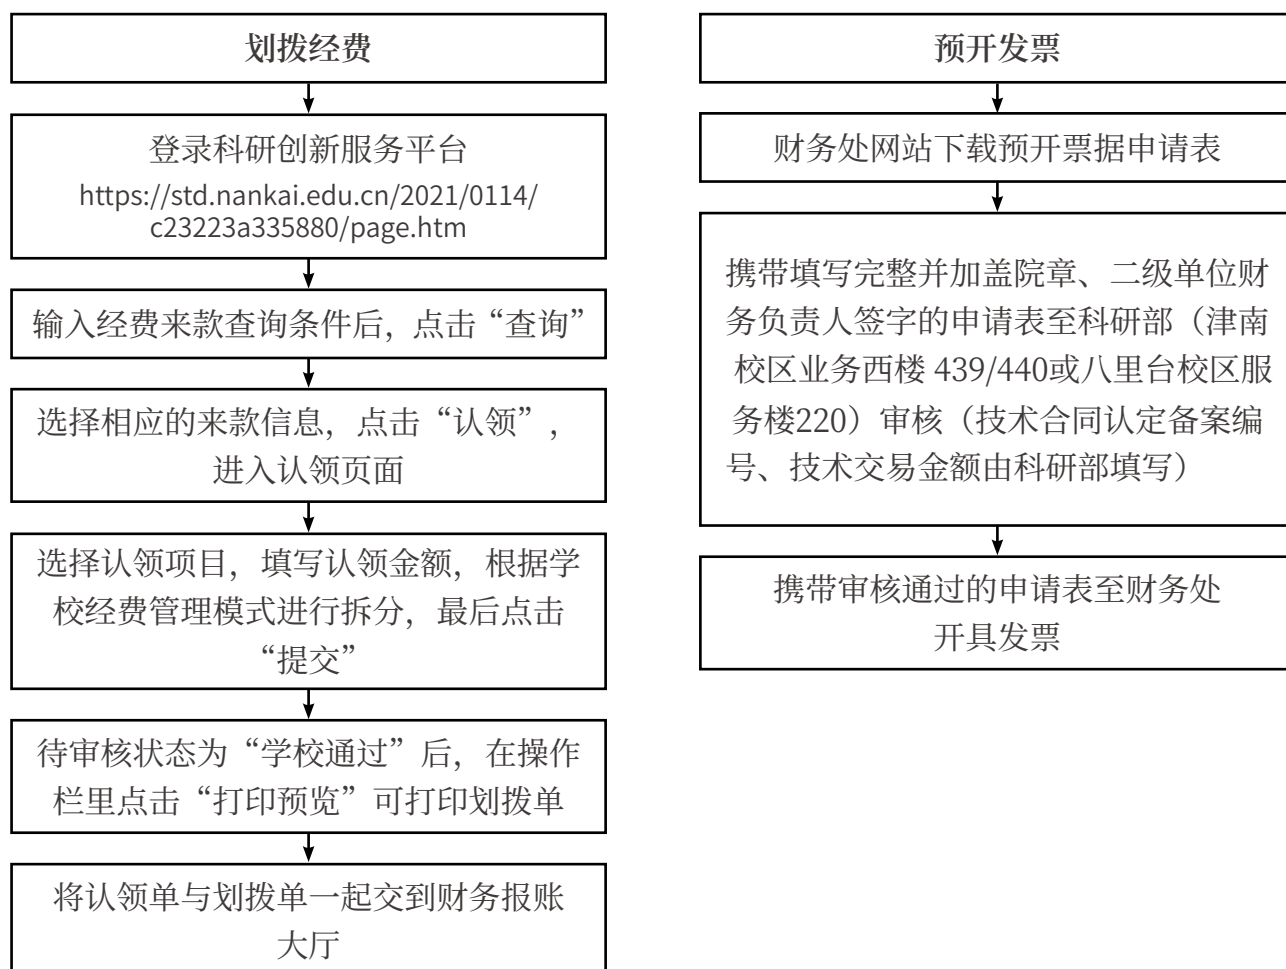 划拨经费
登录科研创新服务平台
https://std.nankai.edu.cn/2021/0114/
c23223a335880/page.htm
输入经费来款查询条件后，点击“查询”
选择相应的来款信息，点击“认领”，
进入认领页面
选择认领项目，填写认领金额，根据学
校经费管理模式进行拆分，最后点击
“提交”
待审核状态为“学校通过”后，在操作
栏里点击“打印预览”可打印划拨单
将认领单与划拨单一起交到财务报账
大厅
预开发票
财务处网站下载预开票据申请表
携带填写完整并加盖院章、二级单位财
务负责人签字的申请表至科研部（津南
校区业务西楼 439/440或八里台校区服
务楼220）审核（技术合同认定备案编
号、技术交易金额由科研部填写）
携带审核通过的申请表至财务处
开具发票